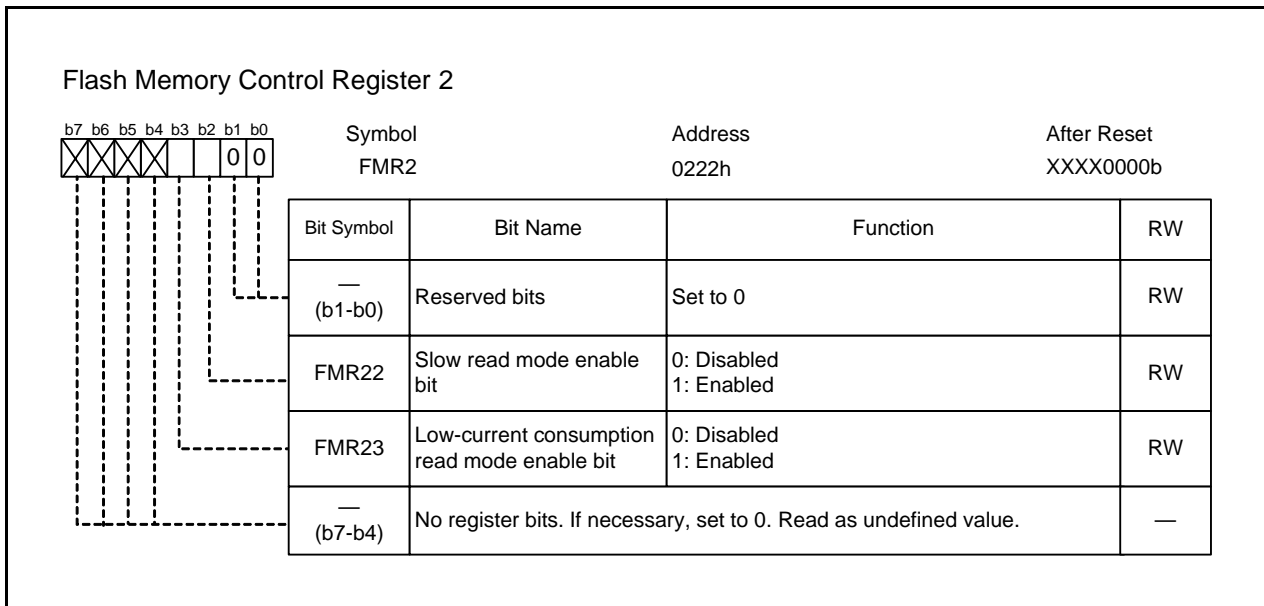 Flash Memory Control Register 2
b7 b6 b5 b4 b3 b2 b1 b0
0 0
Symbol Address After Reset
FMR2 0222h XXXX0000b
Bit Symbol Bit Name Function RW
—
(b1-b0) Reserved bits Set to 0 RW
FMR22 Slow read mode enable bit 0: Disabled
1: Enabled RW
FMR23 Low-current consumption read mode enable bit 0: Disabled
1: Enabled RW
—
(b7-b4) No register bits. If necessary, set to 0. Read as undefined value. —